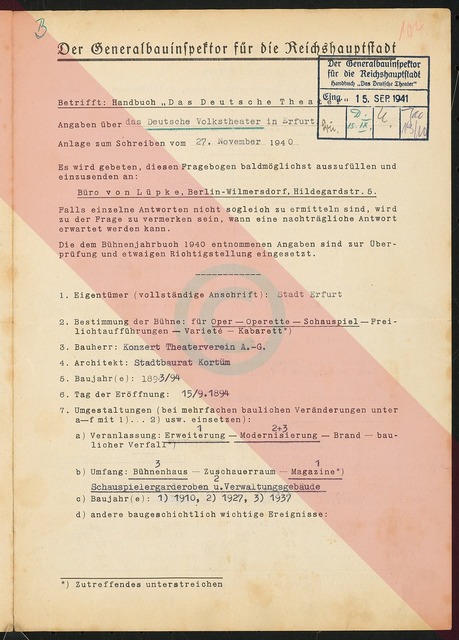 B
102
Der Generalbauinspektor für die Reichshauptstadt
Der Generalbauinspektor
für die Reichshauptstadt
Handbuch „Das Deutsche Theater"
Eing. 15. SEP. 1941
Betrifft: Handbuch „Das Deutsche Theater
Angaben über das Deutsche Volkstheater in Erfurt
Anlage zum Schreiben vom 27. November 1940
Es wird gebeten, diesen Fragebogen baldmöglichst auszufüllen und
einzusenden an:
Büro von Lüpke, Berlin-Wilmersdorf, Hildegardstr. 5.
Falls einzelne Antworten nicht sogleich zu ermitteln sind, wird
zu der Frage zu vermerken sein, wann eine nachträgliche Antwort
erwartet werden kann.
Die dem Bühnenjahrbuch 1940 entnommenen Angaben sind zur Über-
prüfung und etwaigen Richtigstellung eingesetzt.
1. Eigentümer (vollständige Anschrift): Stadt Erfurt
2. Bestimmung der Bühne: für Oper — Operette — Schauspiel — Frei-
lichtaufführungen — Varieté — Kabarett*)
3. Bauherr: Konzert Theaterverein A.-G.
4. Architekt: Stadtbaurat Kortüm
5. Baujahr(e): 1893/94
6. Tag der Eröffnung: 15/9.1894
7. Umgestaltungen (bei mehrfachen baulichen Veränderungen unter
a—f mit 1)... 2) usw. einsetzen):
1 2+3
a) Veranlassung: Erweiterung — Modernisierung — Brand — bau-
licher Verfall*)
3 1
b) Umfang: Bühnenhaus — Zuschauerraum — Magazine*)
2
Schauspielergarderoben u.Verwaltungsgebäude
c) Baujahr(e): 1) 1910, 2) 1927, 3) 1937
d) andere baugeschichtlich wichtige Ereignisse:
*) Zutreffendes unterstreichen